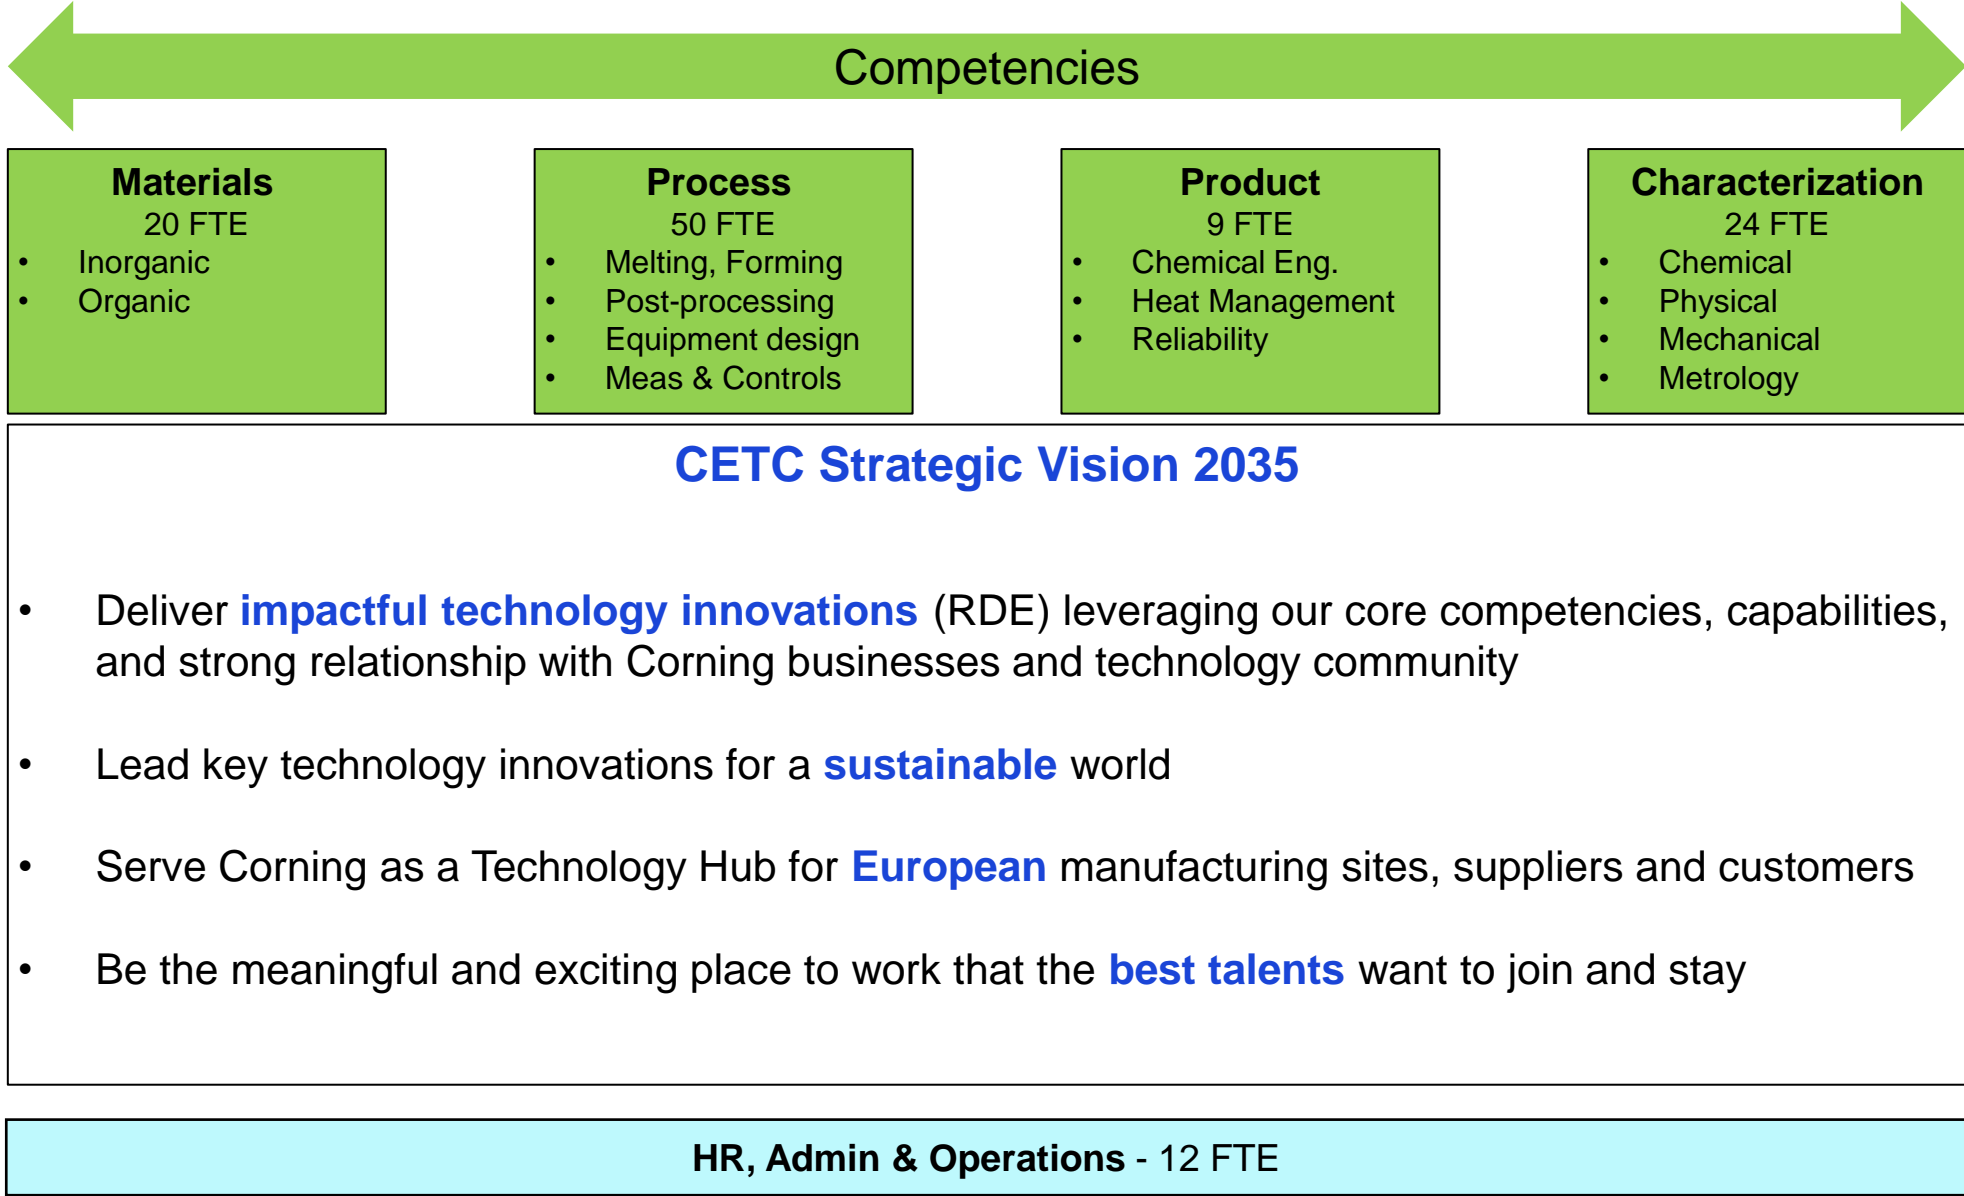 Competencies
Materials
20 FTE
• Inorganic
• Organic
Process
50 FTE
• Melting, Forming
• Post-processing
• Equipment design
• Meas & Controls
Product
9 FTE
• Chemical Eng.
• Heat Management
• Reliability
Characterization
24 FTE
• Chemical
• Physical
• Mechanical
• Metrology
CETC Strategic Vision 2035
• Deliver impactful technology innovations (RDE) leveraging our core competencies, capabilities,
and strong relationship with Corning businesses and technology community
• Lead key technology innovations for a sustainable world
• Serve Corning as a Technology Hub for European manufacturing sites, suppliers and customers
• Be the meaningful and exciting place to work that the best talents want to join and stay
HR, Admin & Operations - 12 FTE